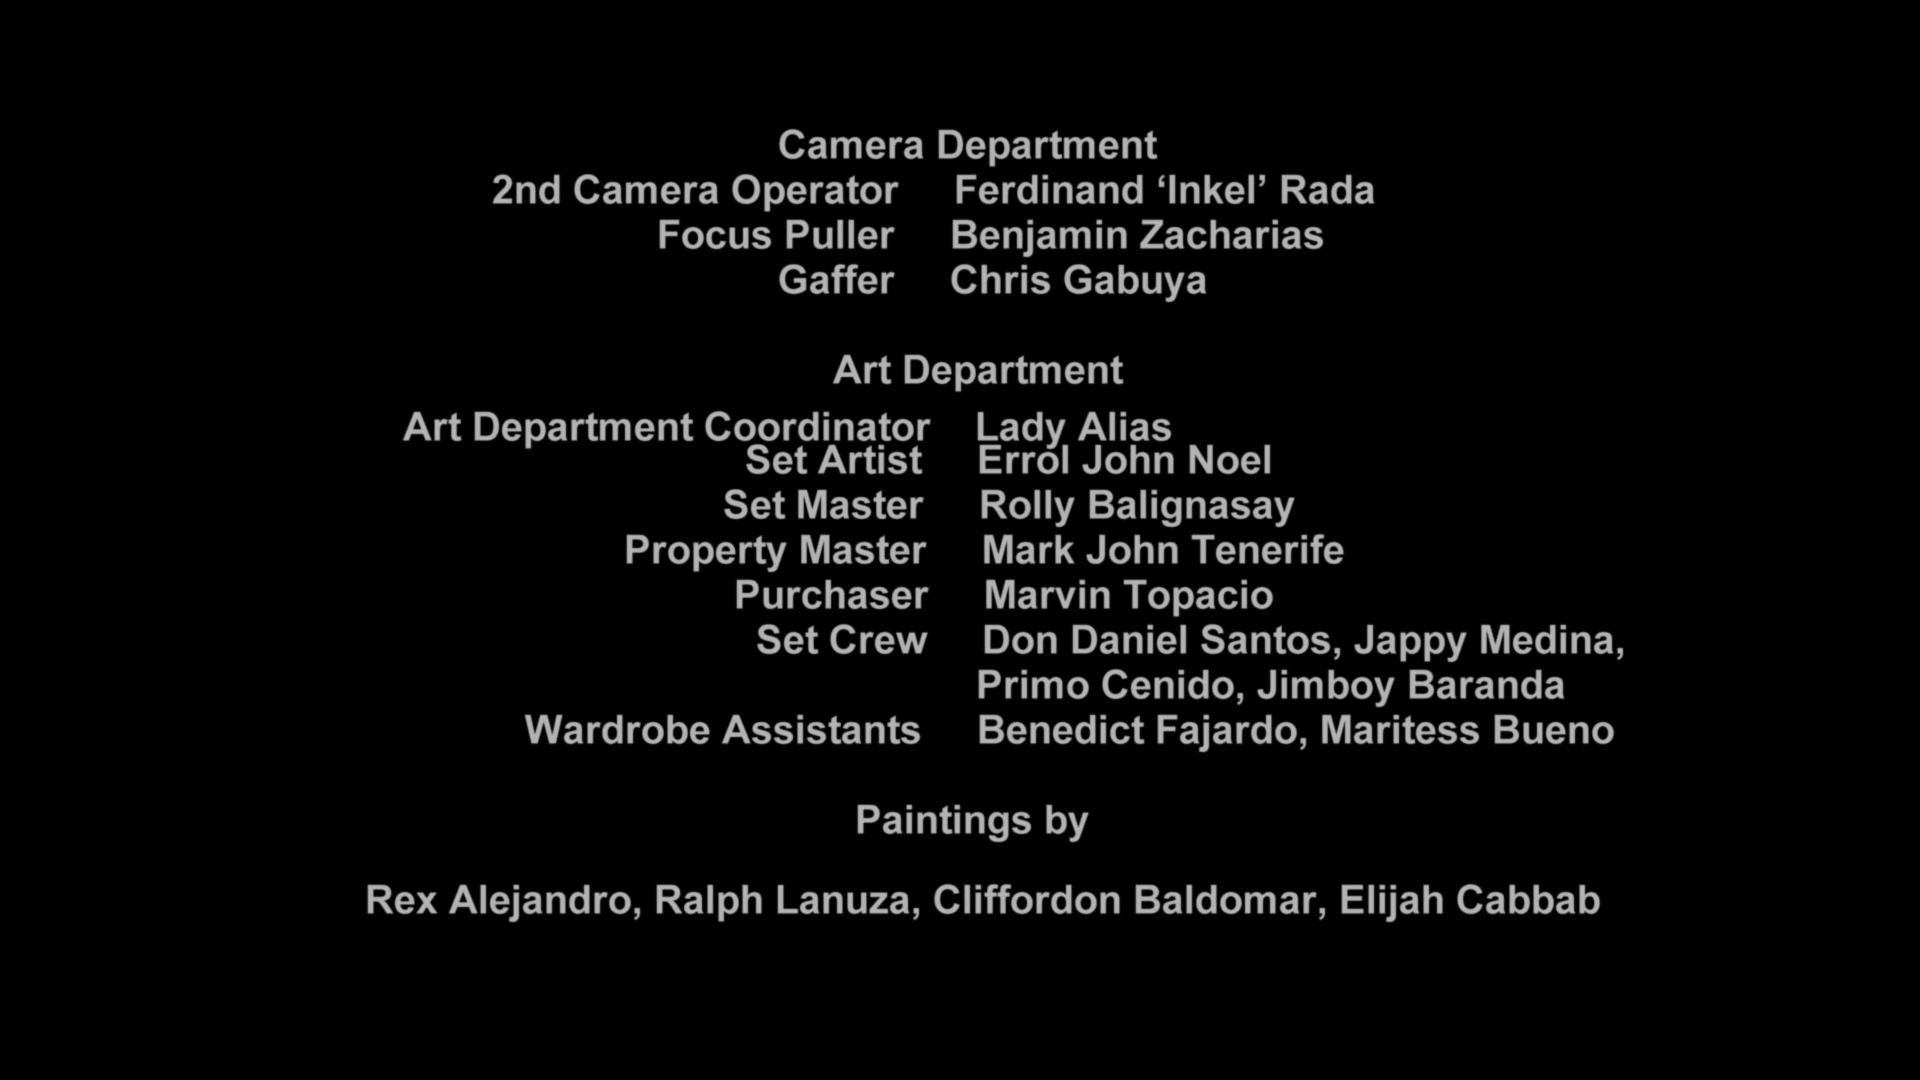 Camera Department
2nd Camera Operator Ferdinand ‘Inkel’ Rada
Focus Puller Benjamin Zacharias
Gaffer Chris Gabuya
Art Department
Art Department Coordinator Lady Alias
Set Artist Errol John Noel
Set Master Rolly Balignasay
Property Master Mark John Tenerife
Purchaser Marvin Topacio
Set Crew Don Daniel Santos, Jappy Medina,
Primo Cenido, Jimboy Baranda
Wardrobe Assistants Benedict Fajardo, Maritess Bueno
Paintings by
Rex Alejandro, Ralph Lanuza, Cliffordon Baldomar, Elijah Cabbab